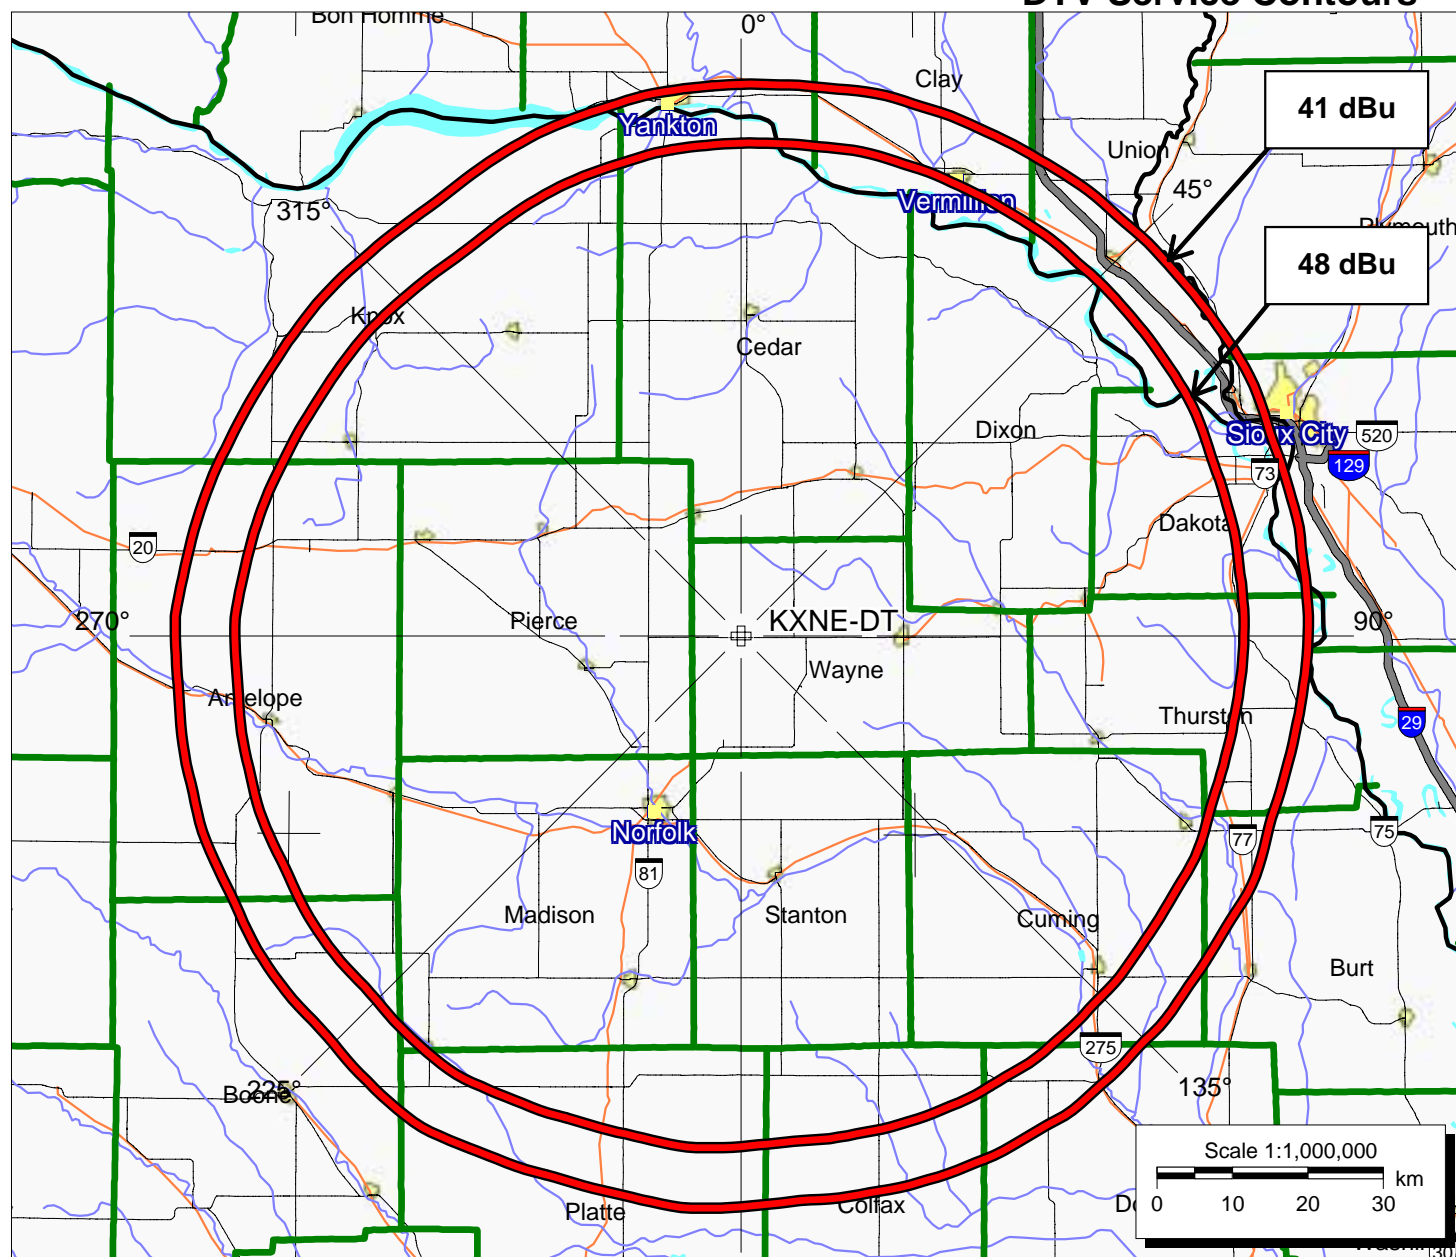 DTV Service Contours
Bon Homme
0°
Clay
41 dBu
Yankton
Union
Vermillion
45°
315°
Plymouth
48 dBu
Knox
Cedar
Dixon
Sioux City
520
129
73
20
Dakota
270°
Pierce
KXNE-DT
90°
Wayne
Antelope
Thurston
29
Norfolk
75
77
81
Madison
Stanton
Cuming
Burt
275
225°
Boone
135°
Scale 1:1,000,000
km
0 10 20 30
Platte
Colfax